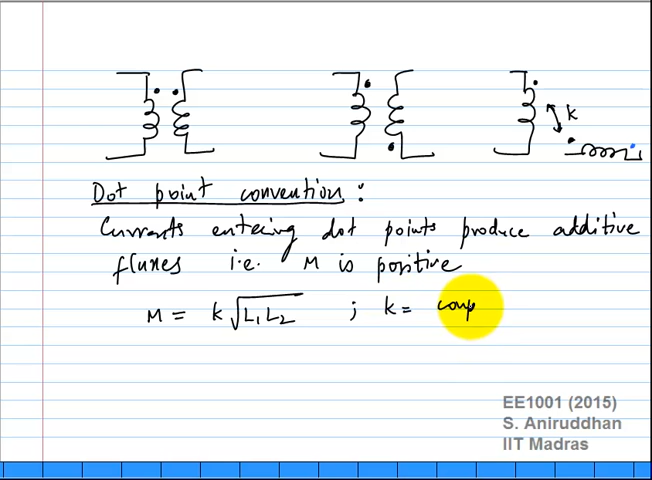 k
Dot point convention :
Currents entering dot points produce additive
fluxes i.e. M is positive
M = k√L₁L₂ ; k = coup
EE1001 (2015)
S. Aniruddhan
IIT Madras